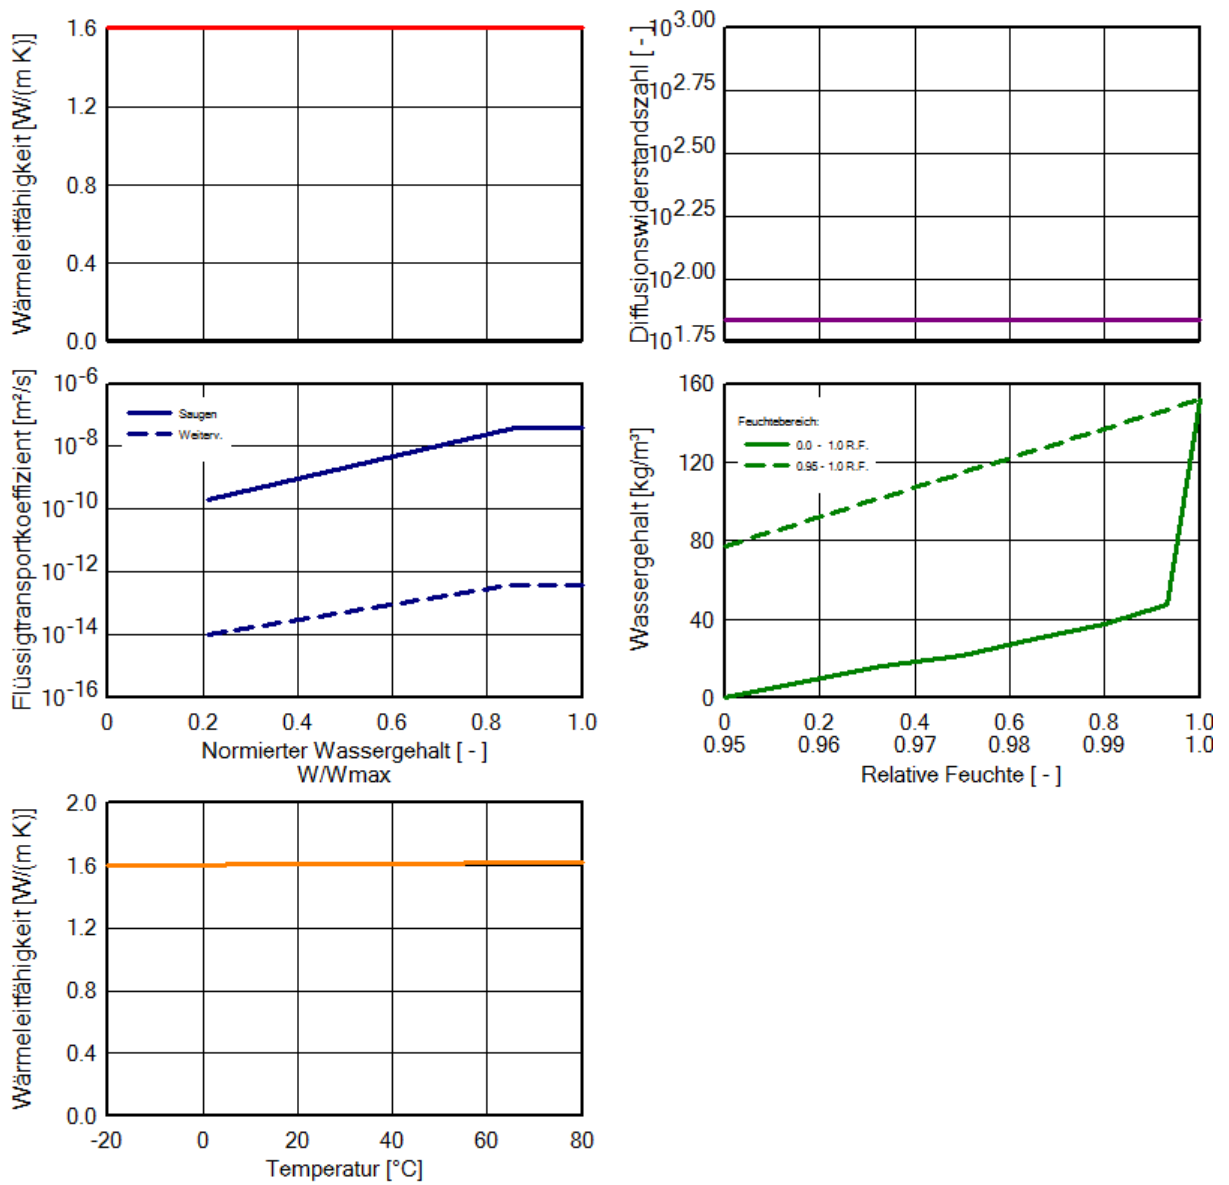 Wärmeleitfähigkeit [W/(m K)]
1.6
1.2
0.8
0.4
0.0
Diffusionswiderstandszahl [ - ]
10^3.00
10^2.75
10^2.50
10^2.25
10^2.00
10^1.75
Flüssigtransportkoeffizient [m²/s]
10^-6
10^-8
10^-10
10^-12
10^-14
10^-16
Saugen
Weiterv.
0 0.2 0.4 0.6 0.8 1.0
Normierter Wassergehalt [ - ]
W/Wmax
Wassergehalt [kg/m³]
160
120
80
40
0
Feuchtebereich:
0.0 - 1.0 R.F.
0.95 - 1.0 R.F.
0 0.2 0.4 0.6 0.8 1.0
0.95 0.96 0.97 0.98 0.99 1.0
Relative Feuchte [ - ]
Wärmeleitfähigkeit [W/(m K)]
2.0
1.6
1.2
0.8
0.4
0.0
-20 0 20 40 60 80
Temperatur [°C]